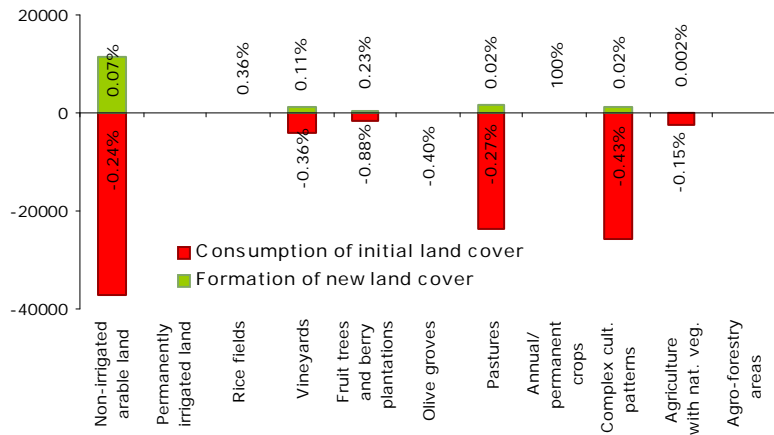 20000
0
-20000
-40000
0.07%
0.36%
0.11%
0.23%
0.02%
100%
0.02%
0.002%
-0.24%
-0.36%
-0.88%
-0.40%
-0.27%
-0.43%
-0.15%
Consumption of initial land cover
Formation of new land cover
Non-irrigated
arable land
Permanently
irrigated land
Rice fields
Vineyards
Fruit trees
and berry
plantations
Olive groves
Pastures
Annual/
permanent
crops
Complex cult.
patterns
Agriculture
with nat. veg.
Agro-forestry
areas